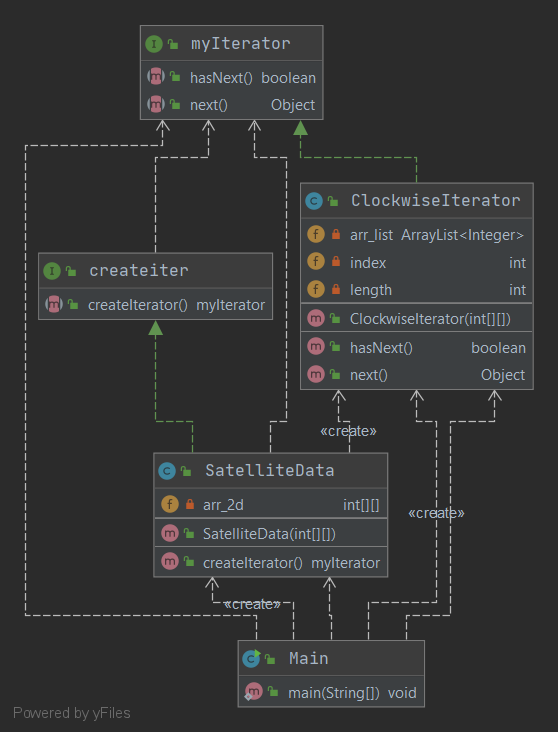 I myIterator
m hasNext() boolean
m next() Object
C ClockwiseIterator
f arr_list ArrayList<Integer>
f index int
f length int
m ClockwiseIterator(int[][])
m hasNext() boolean
m next() Object
I createiter
m createIterator() myIterator
«create»
C SatelliteData
f arr_2d int[][]
m SatelliteData(int[][])
m createIterator() myIterator
«create»
«create»
C Main
m main(String[]) void
Powered by yFiles